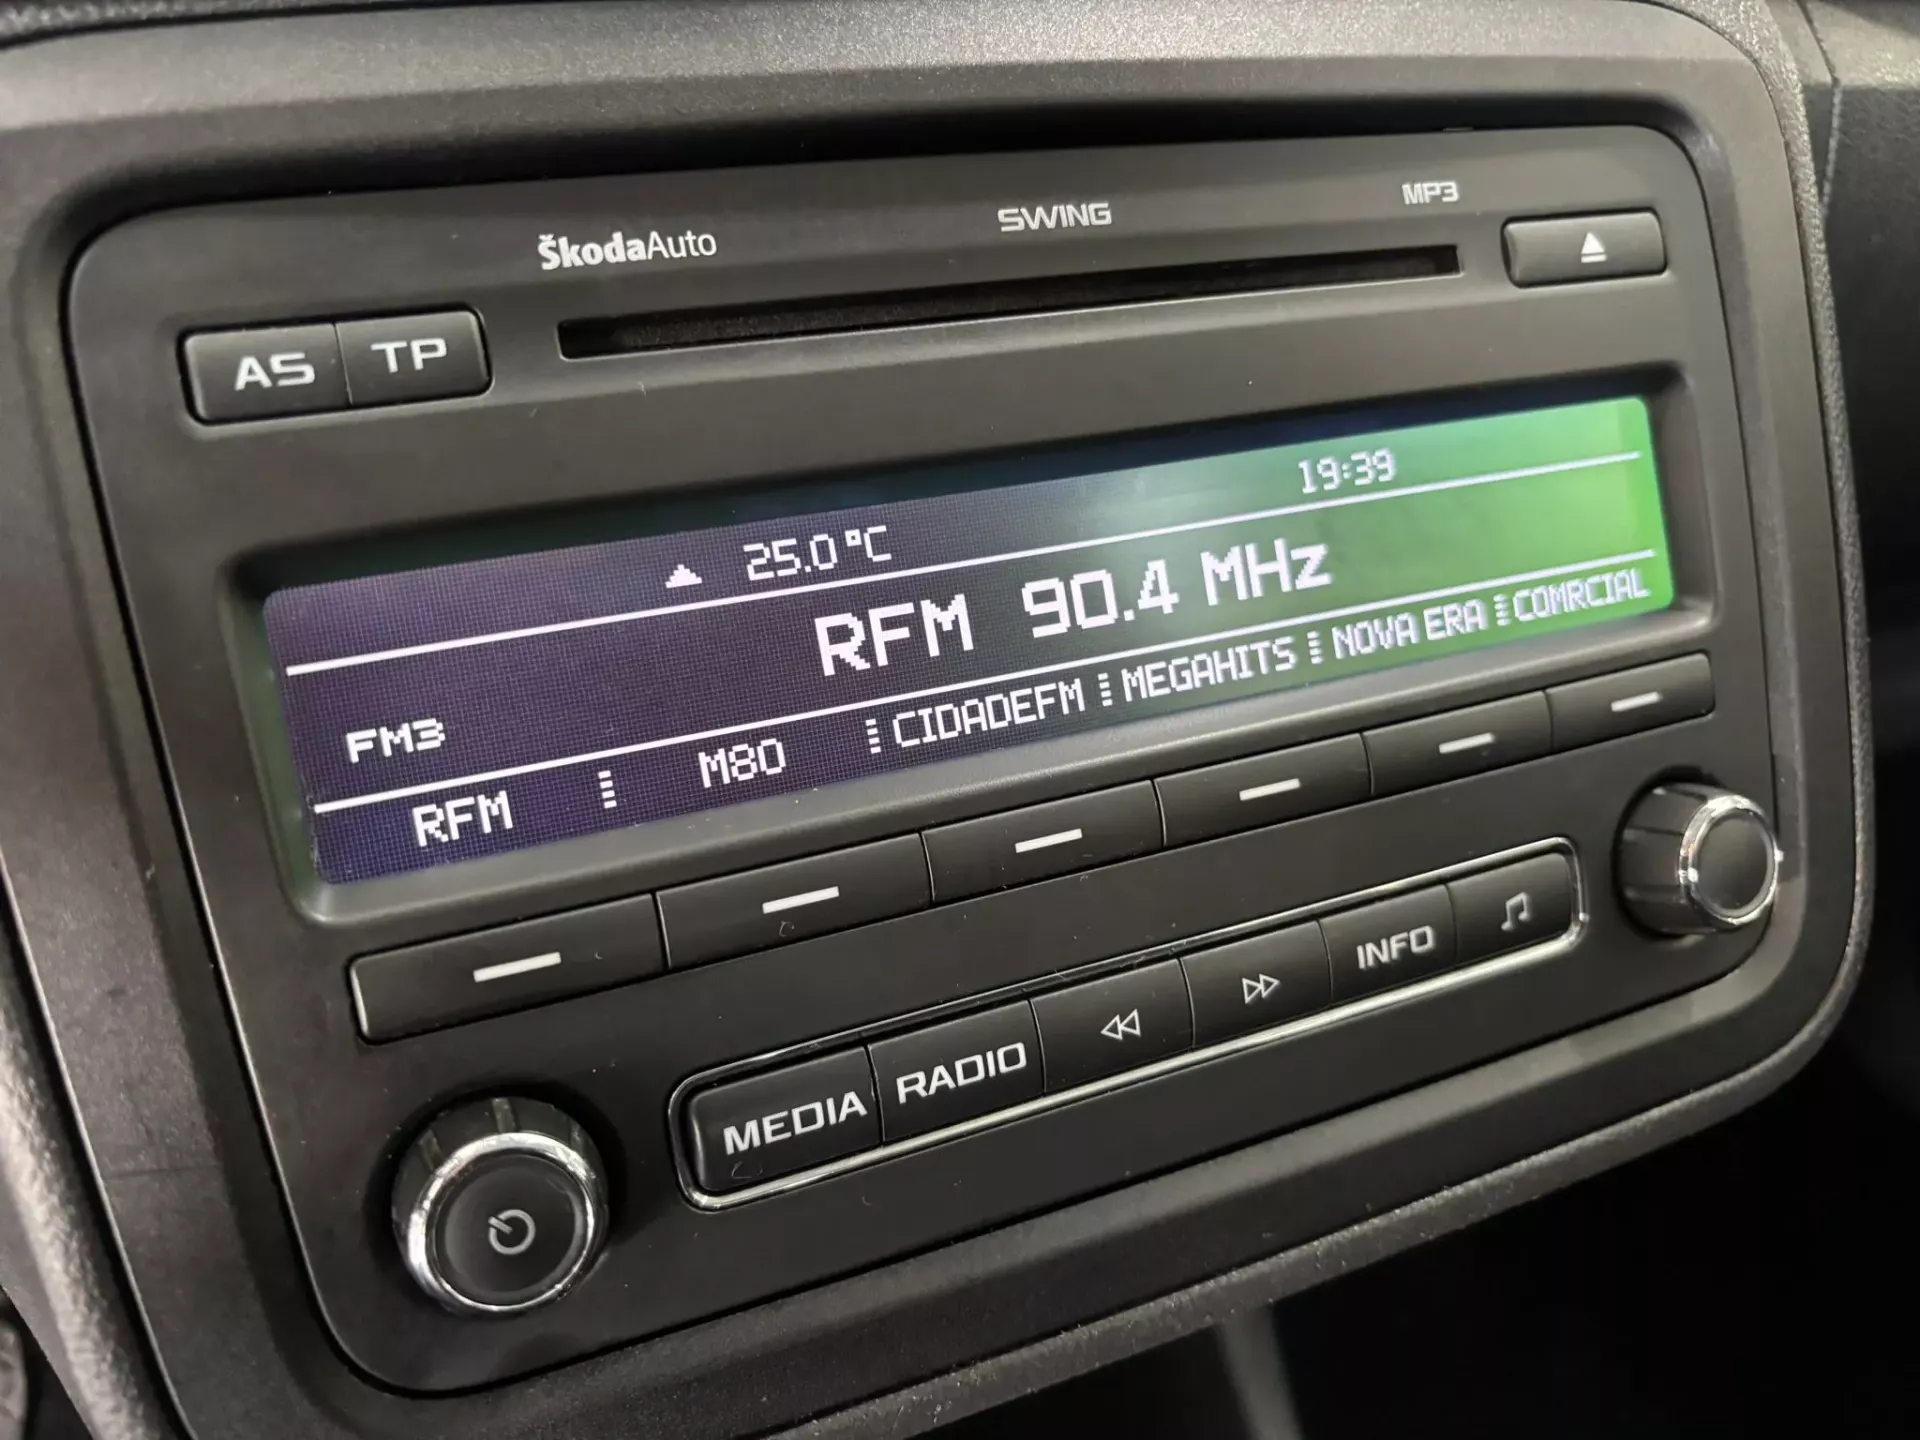 ŠkodaAuto SWING MP3
AS TP
25.0 °C 19:39
FM3 RFM 90.4 MHz
RFM M80 CIDADEFM MEGAHITS NOVA ERA COMRCIAL
MEDIA RADIO INFO